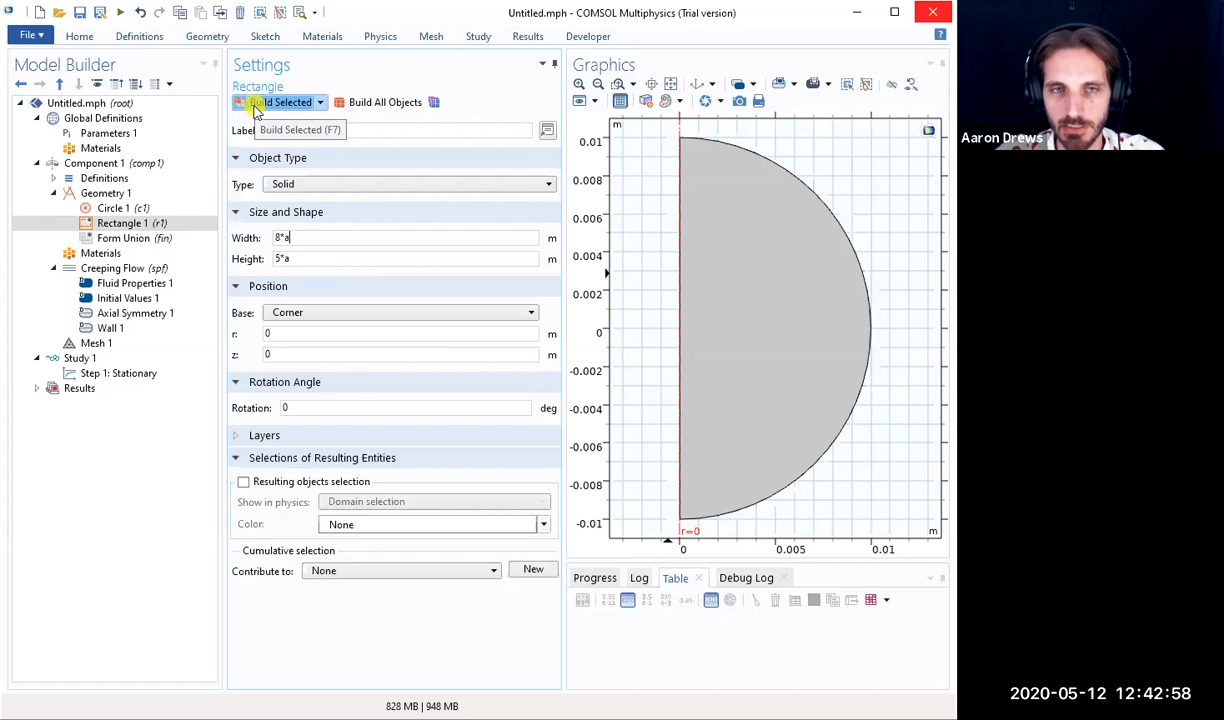 Untitled.mph - COMSOL Multiphysics (Trial version)
File
Home
Definitions
Geometry
Sketch
Materials
Physics
Mesh
Study
Results
Developer
Model Builder
Untitled.mph (root)
Global Definitions
Parameters 1
Materials
Component 1 (comp1)
Definitions
Geometry 1
Circle 1 (c1)
Rectangle 1 (r1)
Form Union (fin)
Materials
Creeping Flow (spf)
Fluid Properties 1
Initial Values 1
Axial Symmetry 1
Wall 1
Mesh 1
Study 1
Step 1: Stationary
Results
Settings
Rectangle
Build Selected
Build All Objects
Build Selected (F7)
Object Type
Type: Solid
Size and Shape
Width: 8*a m
Height: 5*a m
Position
Base: Corner
r: 0 m
z: 0 m
Rotation Angle
Rotation: 0 deg
Layers
Selections of Resulting Entities
Resulting objects selection
Show in physics: Domain selection
Color: None
Cumulative selection
Contribute to: None New
Graphics
m
0.01
0.008
0.006
0.004
0.002
0
-0.002
-0.004
-0.006
-0.008
-0.01
r=0
m
0
0.005
0.01
Progress
Log
Table
Debug Log
828 MB | 948 MB
Aaron Drews
2020-05-12 12:42:58